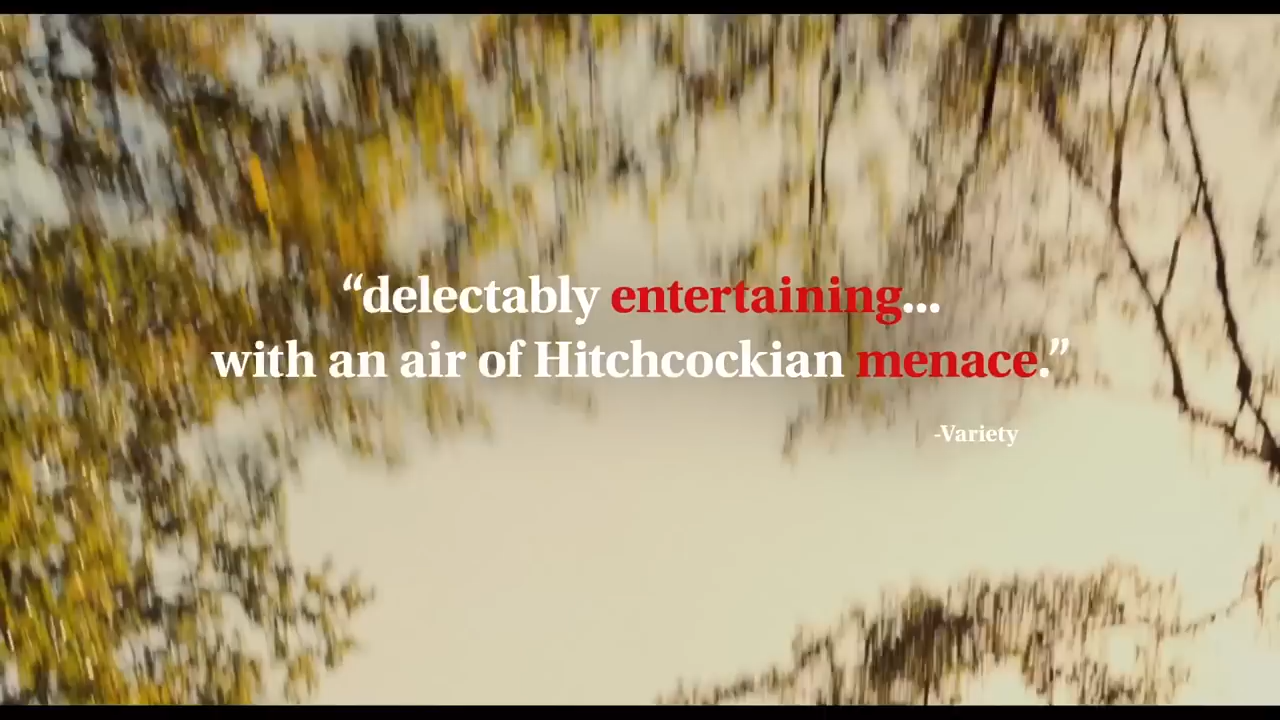 “delectably entertaining...
with an air of Hitchcockian menace.”
-Variety